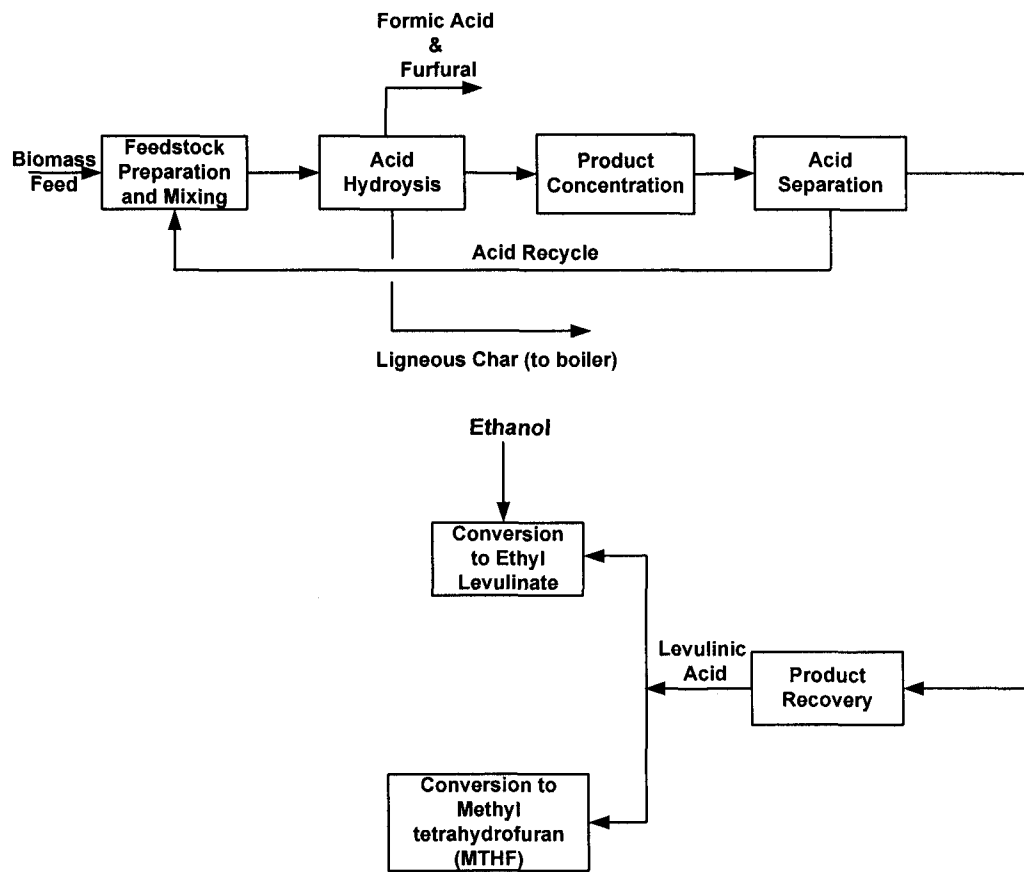 Formic Acid
&
Furfural
Biomass
Feed
Feedstock
Preparation
and Mixing
Acid
Hydroysis
Product
Concentration
Acid
Separation
Acid Recycle
Ligneous Char (to boiler)
Ethanol
Conversion
to Ethyl
Levulinate
Levulinic
Acid
Product
Recovery
Conversion to
Methyl
tetrahydrofuran
(MTHF)